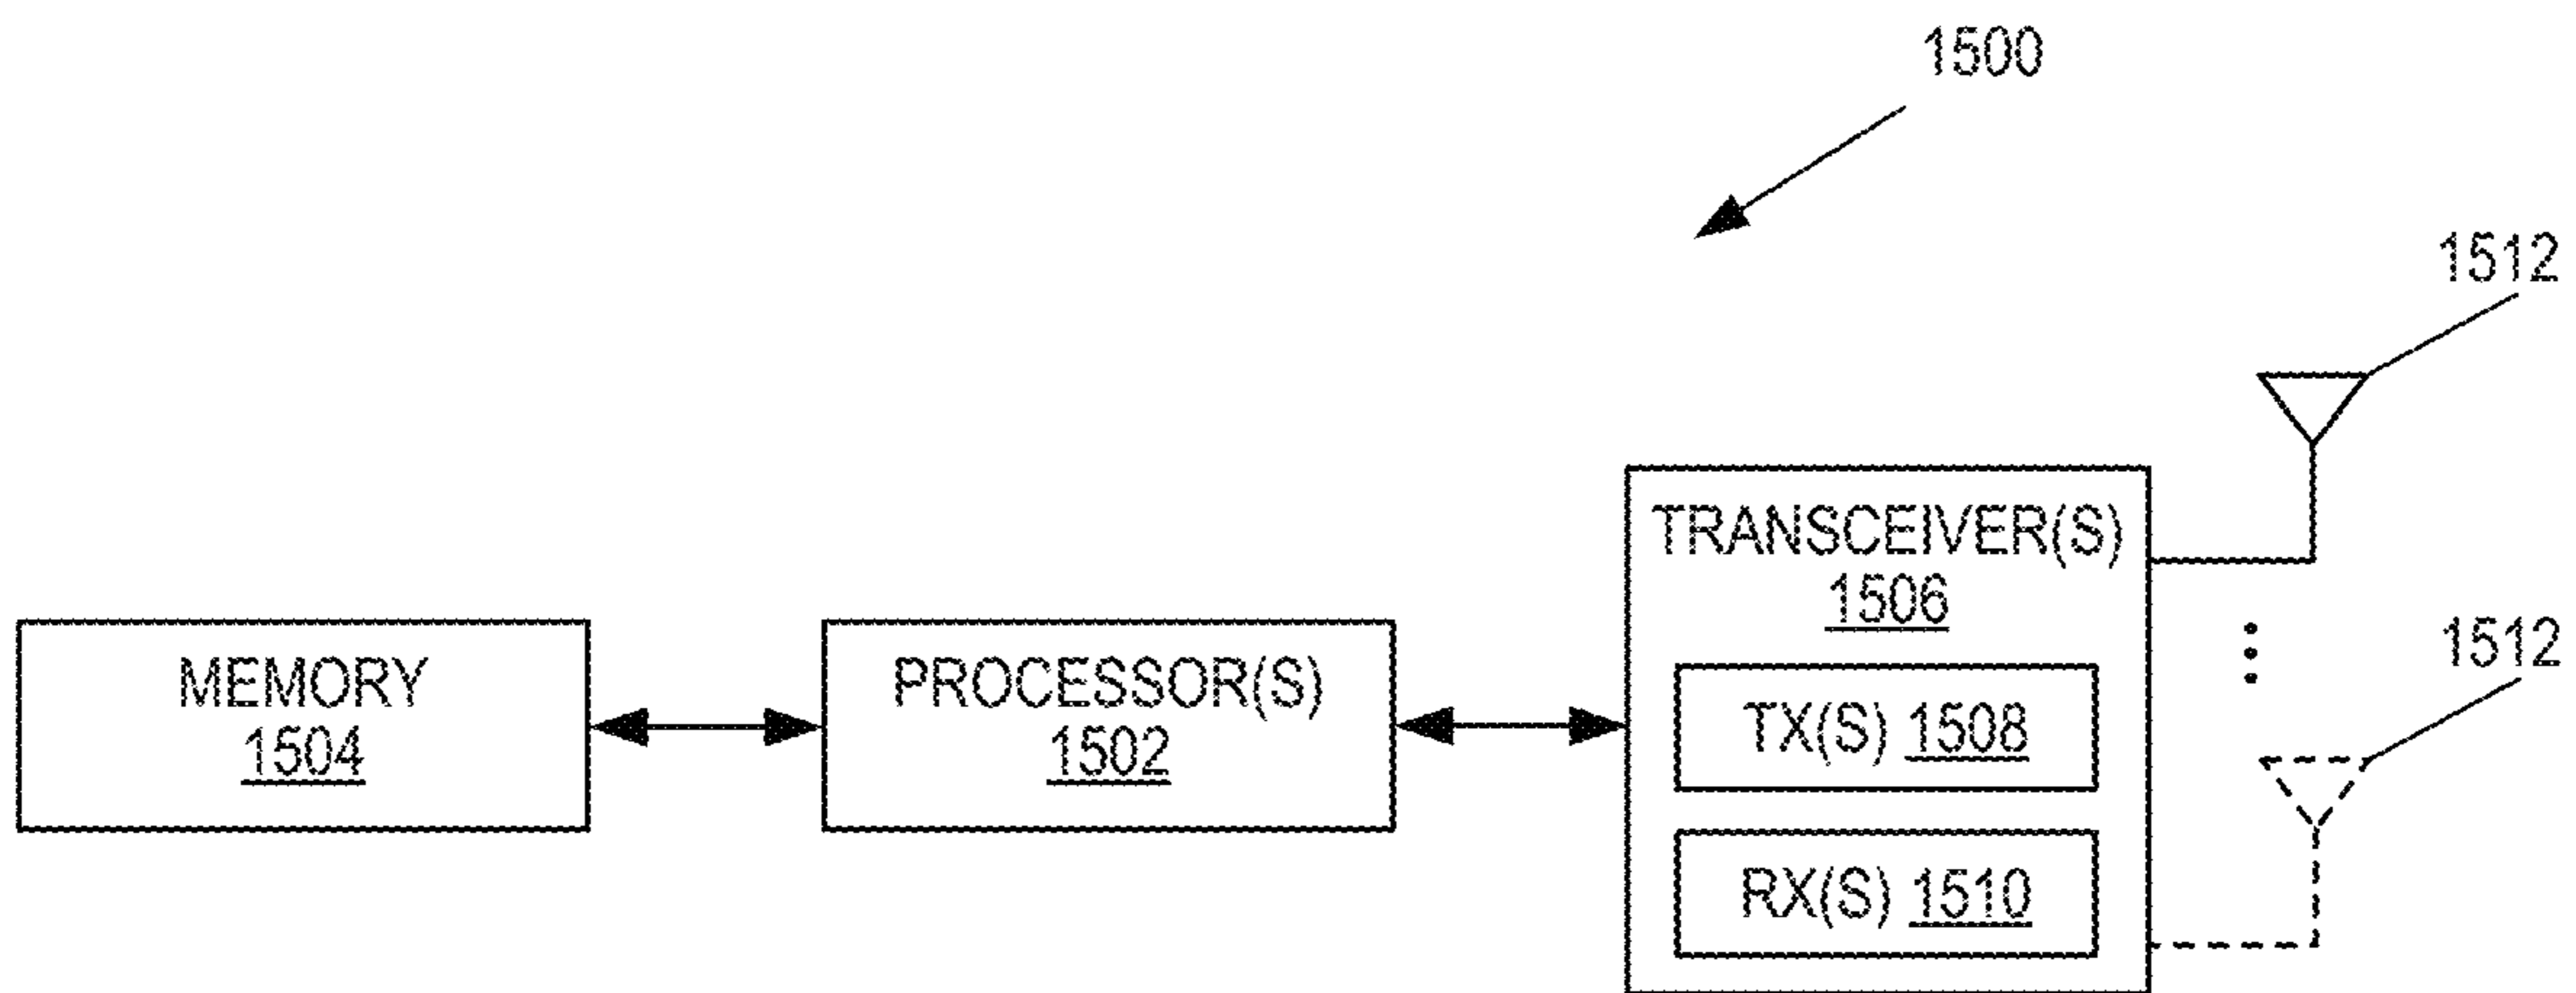 1500
1512
TRANSCEIVER(S)
1506
MEMORY
1504
PROCESSOR(S)
1502
TX(S) 1508
RX(S) 1510
1512